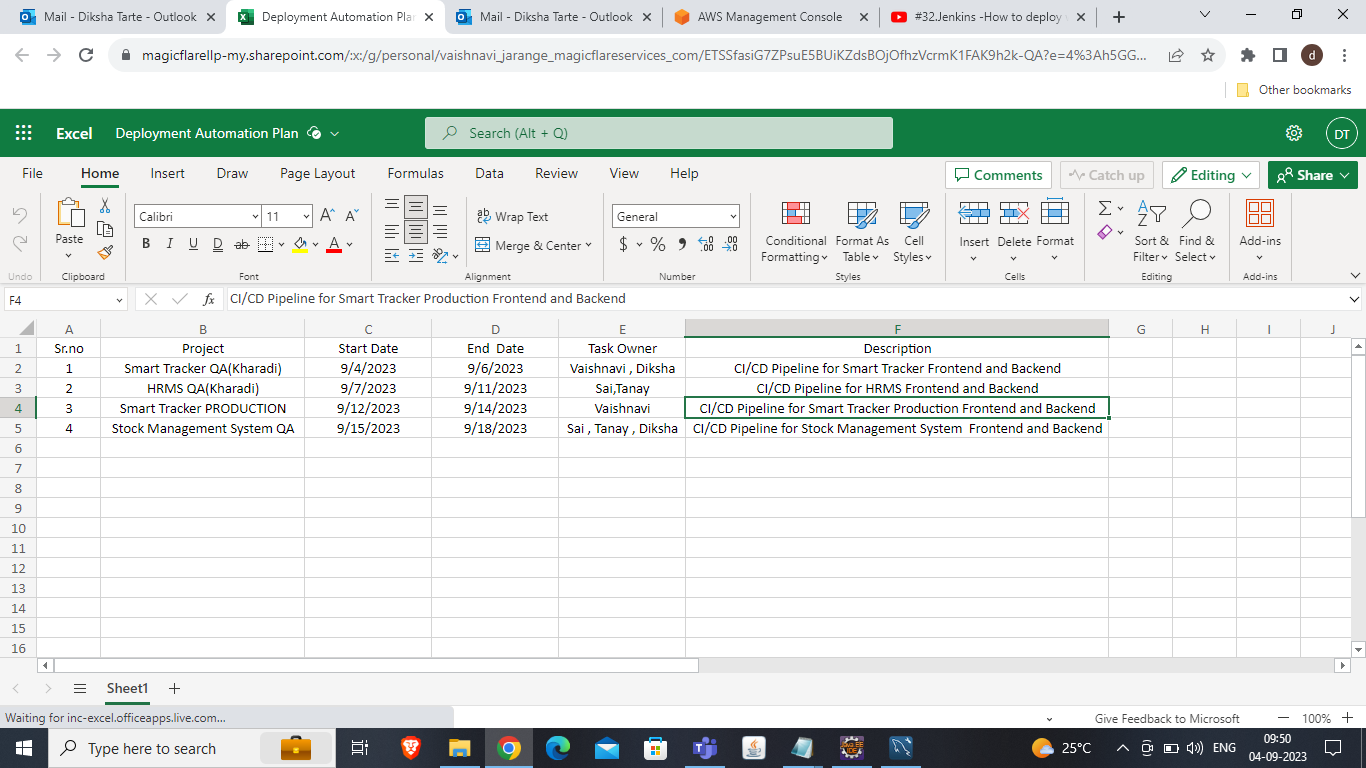 Mail - Diksha Tarte - Outlook
Deployment Automation Plan
Mail - Diksha Tarte - Outlook
AWS Management Console
#32.Jenkins -How to deploy
magicflarellp-my.sharepoint.com/:x:/g/personal/vaishnavi_jarange_magicflareservices_com/ETSSfasiG7ZPsuE5BUiKZdsBOjOfhzVcrmK1FAK9h2k-QA?e=4%3Ah5GG...
d
Other bookmarks
Excel Deployment Automation Plan
Search (Alt + Q)
DT
File Home Insert Draw Page Layout Formulas Data Review View Help
Comments Catch up Editing Share
Paste
Calibri 11
B I U D ab A
ab Wrap Text
Merge & Center
General
$ % .00 .00
Conditional Formatting
Format As Table
Cell Styles
Insert Delete Format
Sort & Filter
Find & Select
Add-ins
Undo Clipboard Font Alignment Number Styles Cells Editing Add-ins
F4 fx CI/CD Pipeline for Smart Tracker Production Frontend and Backend
A B C D E F G H I J
1 Sr.no Project Start Date End Date Task Owner Description
2 1 Smart Tracker QA(Kharadi) 9/4/2023 9/6/2023 Vaishnavi , Diksha CI/CD Pipeline for Smart Tracker Frontend and Backend
3 2 HRMS QA(Kharadi) 9/7/2023 9/11/2023 Sai,Tanay CI/CD Pipeline for HRMS Frontend and Backend
4 3 Smart Tracker PRODUCTION 9/12/2023 9/14/2023 Vaishnavi CI/CD Pipeline for Smart Tracker Production Frontend and Backend
5 4 Stock Management System QA 9/15/2023 9/18/2023 Sai , Tanay , Diksha CI/CD Pipeline for Stock Management System Frontend and Backend
6
7
8
9
10
11
12
13
14
15
16
Sheet1
Waiting for inc-excel.officeapps.live.com...
Give Feedback to Microsoft 100%
Type here to search
25°C
ENG
09:50
04-09-2023